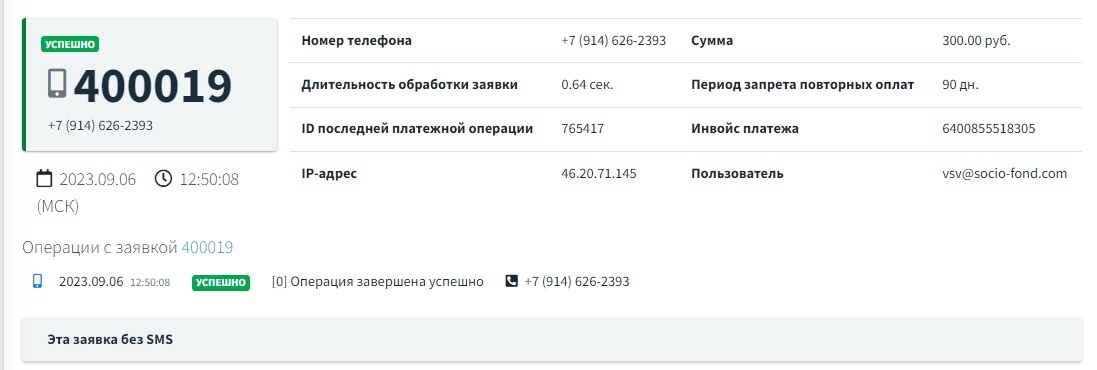 УСПЕШНО
400019
+7 (914) 626-2393
2023.09.06 12:50:08
(МСК)
Номер телефона +7 (914) 626-2393 Сумма 300.00 руб.
Длительность обработки заявки 0.64 сек. Период запрета повторных оплат 90 дн.
ID последней платежной операции 765417 Инвойс платежа 6400855518305
IP-адрес 46.20.71.145 Пользователь vsv@socio-fond.com
Операции с заявкой 400019
2023.09.06 12:50:08 УСПЕШНО [0] Операция завершена успешно +7 (914) 626-2393
Эта заявка без SMS